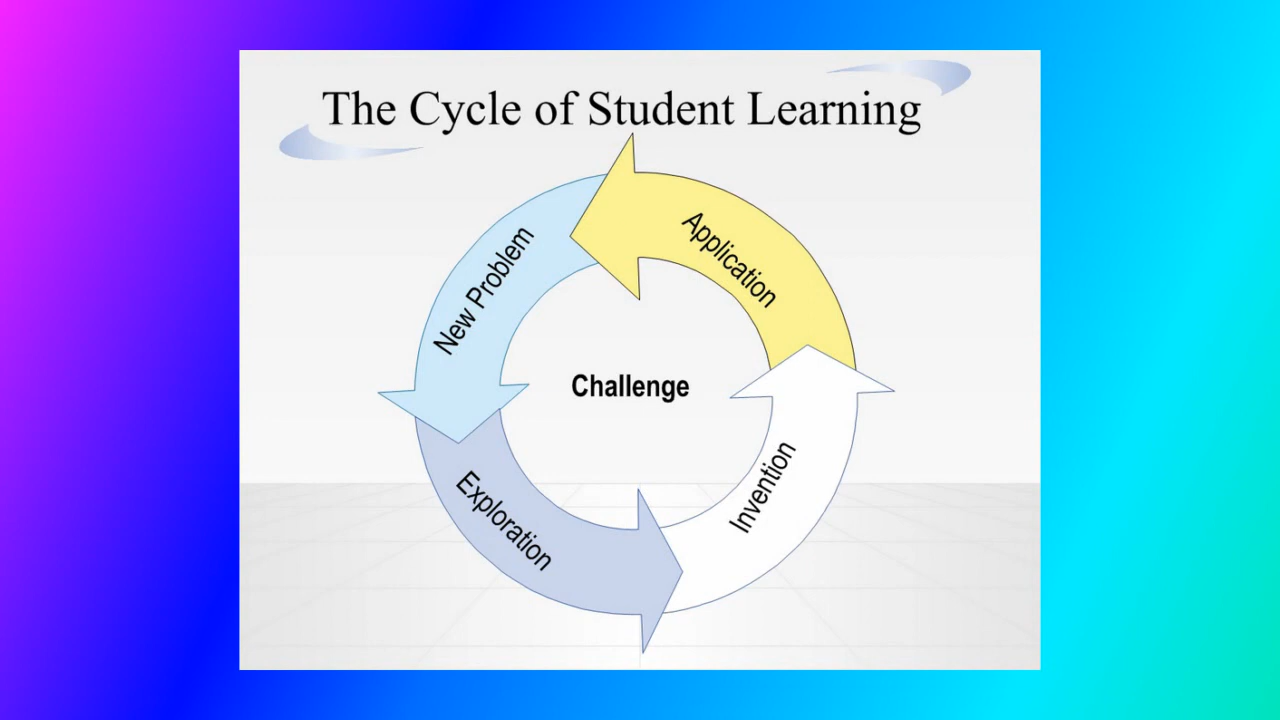 The Cycle of Student Learning
New Problem
Application
Challenge
Exploration
Invention